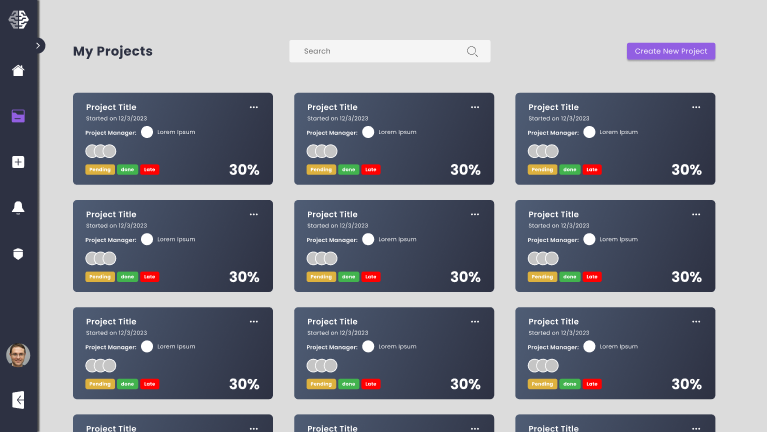 My Projects
Search
Create New Project
Project Title ...
Started on 12/3/2023
Project Manager: Lorem Ipsum
Pending done Late 30%
Project Title ...
Started on 12/3/2023
Project Manager: Lorem Ipsum
Pending done Late 30%
Project Title ...
Started on 12/3/2023
Project Manager: Lorem Ipsum
Pending done Late 30%
Project Title ...
Started on 12/3/2023
Project Manager: Lorem Ipsum
Pending done Late 30%
Project Title ...
Started on 12/3/2023
Project Manager: Lorem Ipsum
Pending done Late 30%
Project Title ...
Started on 12/3/2023
Project Manager: Lorem Ipsum
Pending done Late 30%
Project Title ...
Started on 12/3/2023
Project Manager: Lorem Ipsum
Pending done Late 30%
Project Title ...
Started on 12/3/2023
Project Manager: Lorem Ipsum
Pending done Late 30%
Project Title ...
Started on 12/3/2023
Project Manager: Lorem Ipsum
Pending done Late 30%
Project Title ...
Project Title ...
Project Title ...